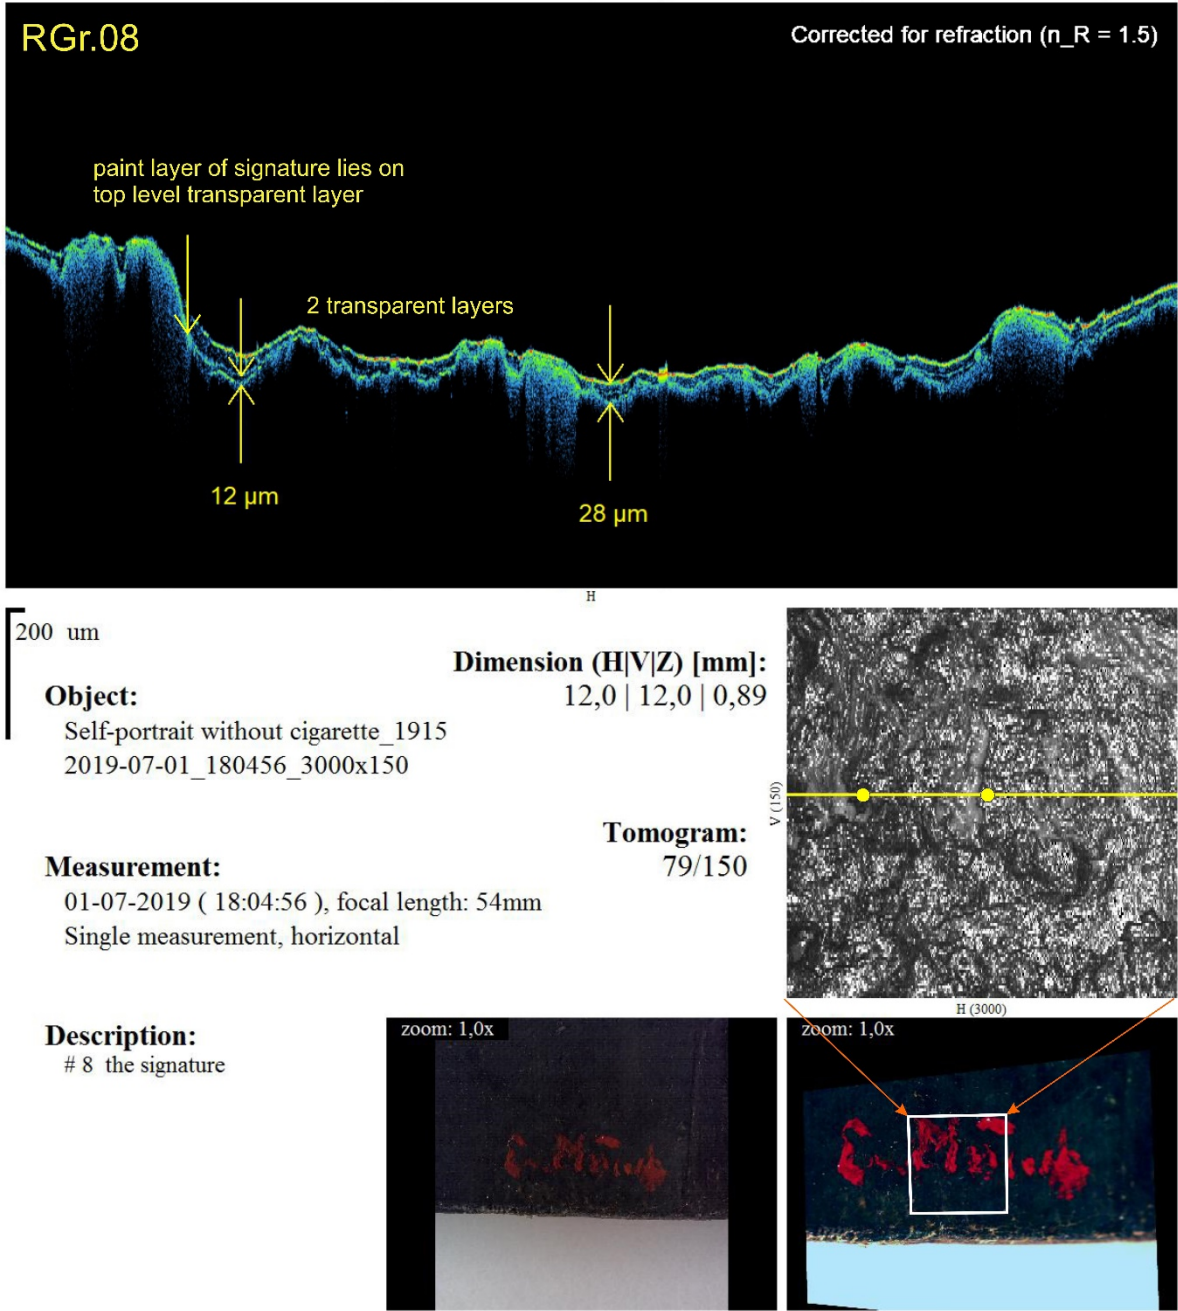 RGr.08
Corrected for refraction (n_R = 1.5)
paint layer of signature lies on
top level transparent layer
2 transparent layers
12 µm
28 µm
H
200 um
Dimension (H|V|Z) [mm]:
12,0 | 12,0 | 0,89
Object:
Self-portrait without cigarette_1915
2019-07-01_180456_3000x150
Tomogram:
79/150
Measurement:
01-07-2019 ( 18:04:56 ), focal length: 54mm
Single measurement, horizontal
V (150)
H (3000)
Description:
# 8 the signature
zoom: 1,0x
zoom: 1,0x